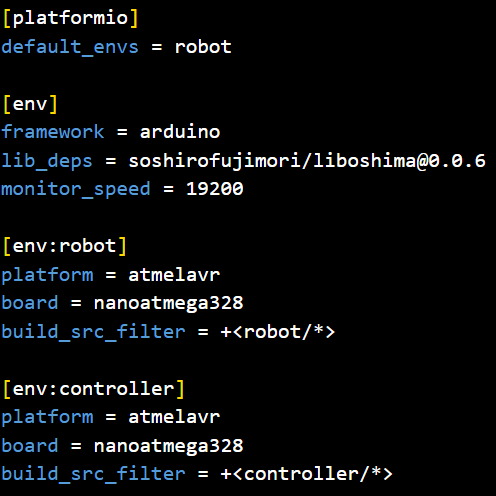 [platformio]
default_envs = robot
[env]
framework = arduino
lib_deps = soshirofujimori/liboshima@0.0.6
monitor_speed = 19200
[env:robot]
platform = atmelavr
board = nanoatmega328
build_src_filter = +<robot/*>
[env:controller]
platform = atmelavr
board = nanoatmega328
build_src_filter = +<controller/*>